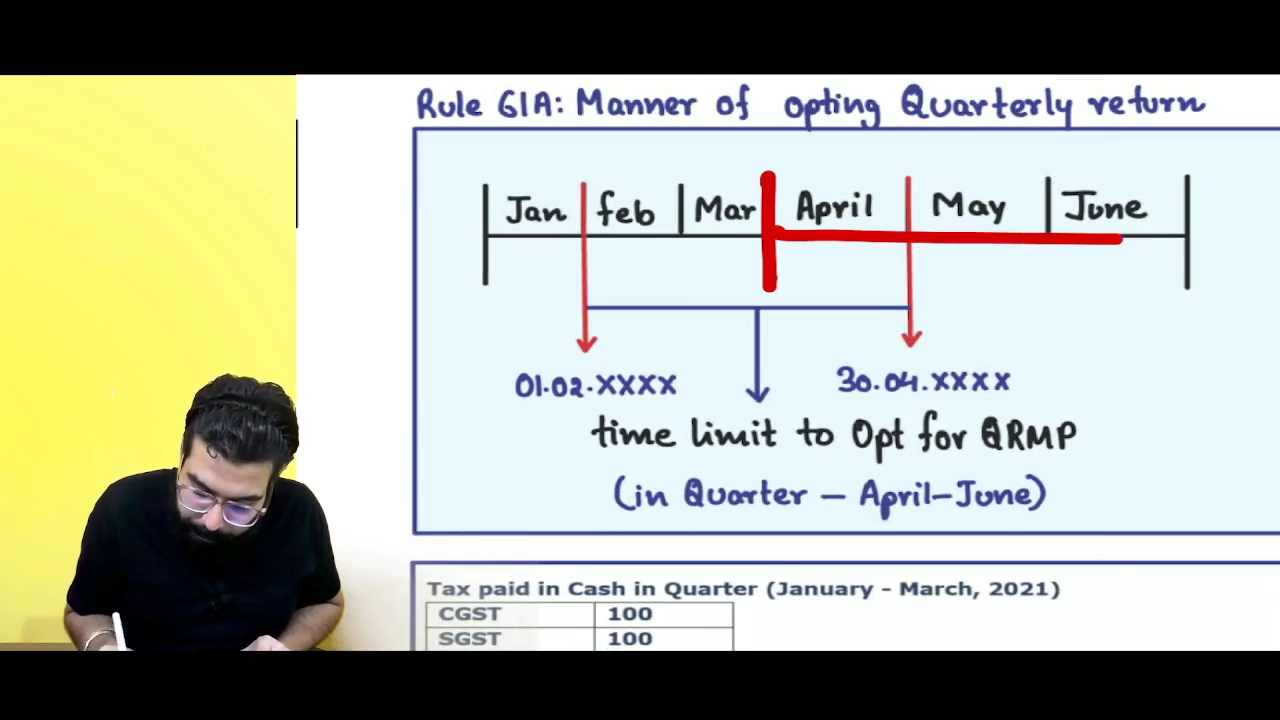 Rule 61A: Manner of opting Quarterly return
Jan feb Mar April May June
01.02.XXXX 30.04.XXXX
time limit to Opt for QRMP
(in Quarter – April–June)
Tax paid in Cash in Quarter (January - March, 2021)
CGST 100
SGST 100